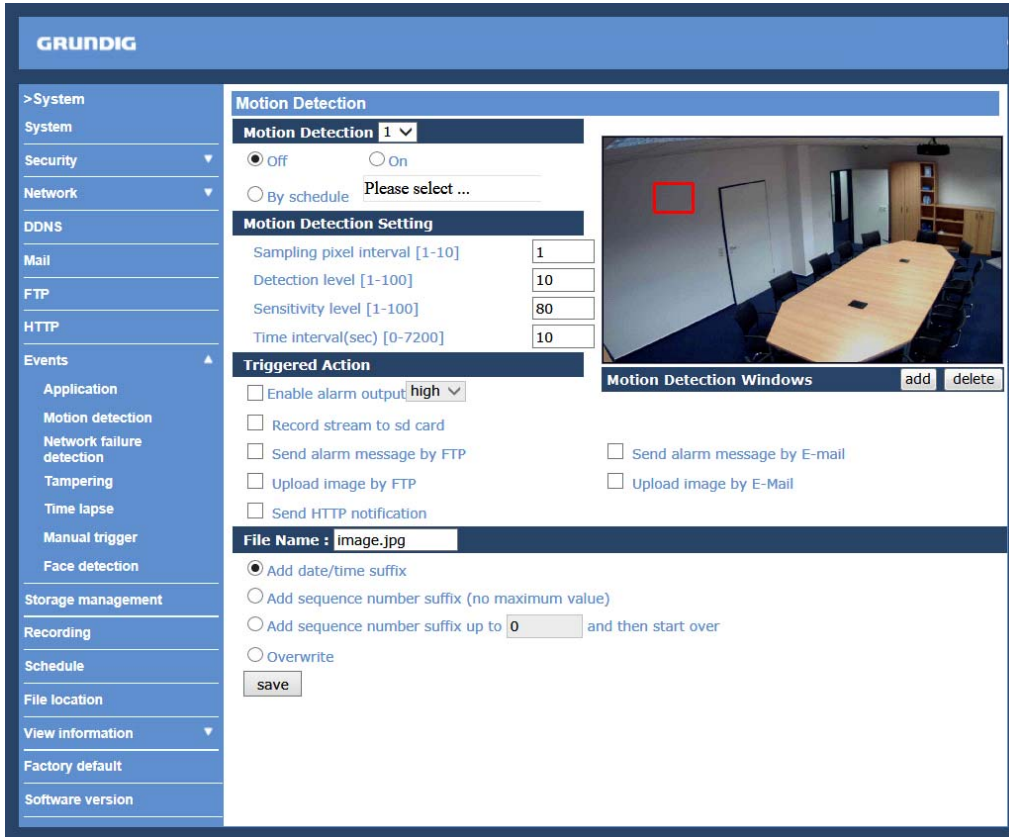 GRUNDIG
>System
System
Security
Network
DDNS
Mail
FTP
HTTP
Events
Application
Motion detection
Network failure
detection
Tampering
Time lapse
Manual trigger
Face detection
Storage management
Recording
Schedule
File location
View information
Factory default
Software version
Motion Detection
Motion Detection 1
Off On
By schedule Please select ...
Motion Detection Setting
Sampling pixel interval [1-10] 1
Detection level [1-100] 10
Sensitivity level [1-100] 80
Time interval(sec) [0-7200] 10
Motion Detection Windows add delete
Triggered Action
Enable alarm output high
Record stream to sd card
Send alarm message by FTP Send alarm message by E-mail
Upload image by FTP Upload image by E-Mail
Send HTTP notification
File Name : image.jpg
Add date/time suffix
Add sequence number suffix (no maximum value)
Add sequence number suffix up to 0 and then start over
Overwrite
save